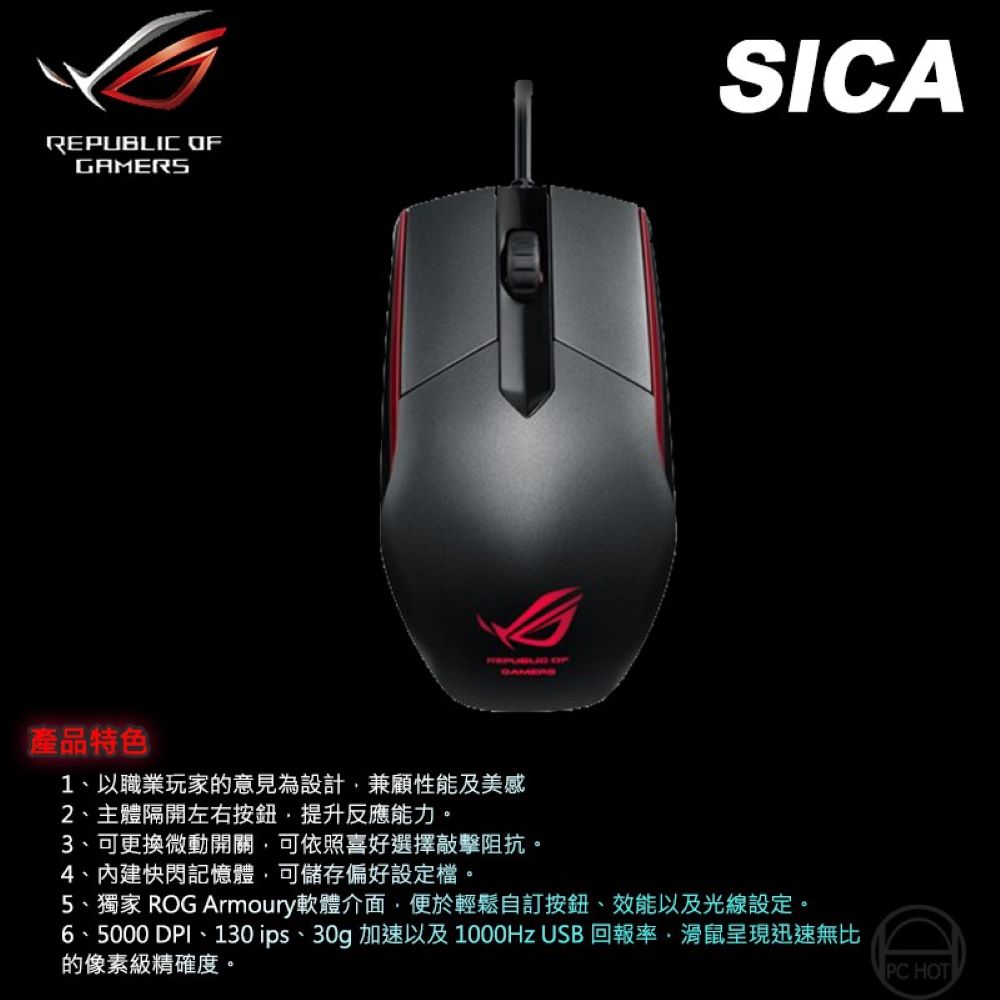 REPUBLIC OF
GAMERS
SICA
REPUBLIC OF
GAMERS
產品特色
1、以職業玩家的意見為設計，兼顧性能及美感
2、主體隔開左右按鈕，提升反應能力。
3、可更換微動開關，可依照喜好選擇敲擊阻抗。
4、內建快閃記憶體，可儲存偏好設定檔。
5、獨家 ROG Armoury軟體介面，便於輕鬆自訂按鈕、效能以及光線設定。
6、5000 DPI、130 ips、30g 加速以及 1000Hz USB 回報率，滑鼠呈現迅速無比
的像素級精確度。
PC HOT